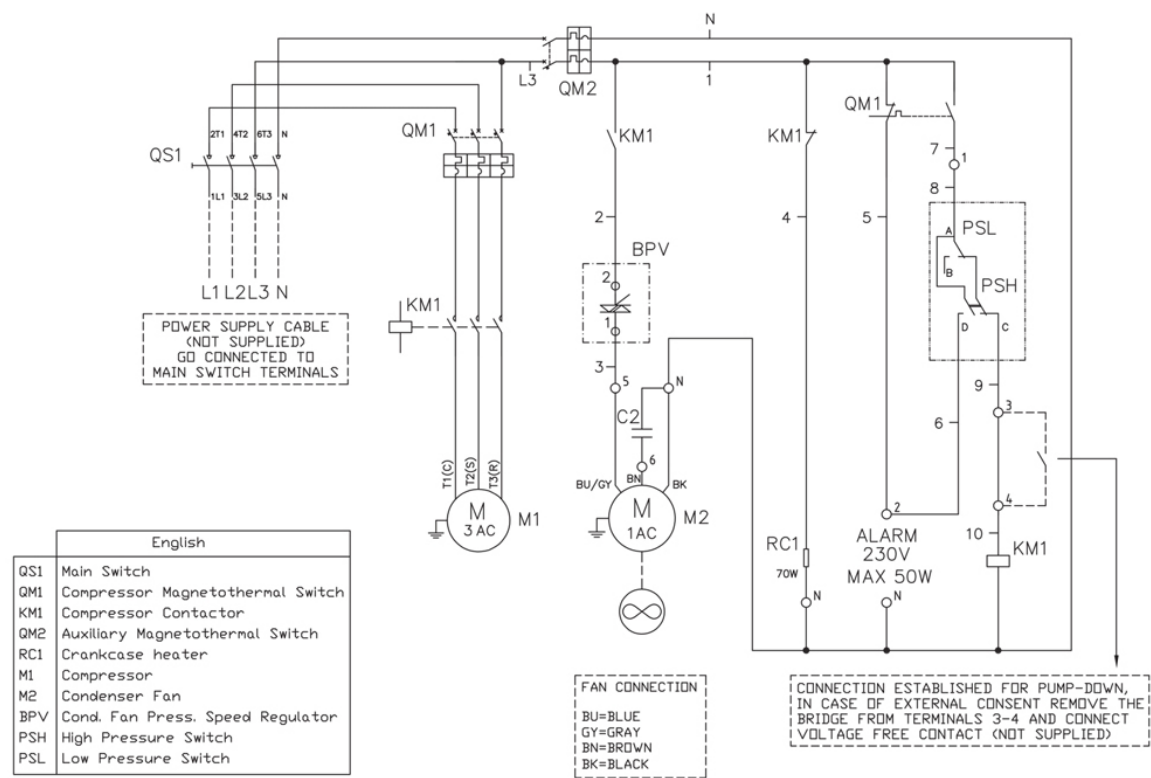 N
L3
QM2
1
QS1
2T1 4T2 6T3 N
1L1 3L2 5L3 N
L1 L2 L3 N
POWER SUPPLY CABLE
(NOT SUPPLIED)
GO CONNECTED TO
MAIN SWITCH TERMINALS
QM1
KM1
T1(C)
T2(S)
T3(R)
M
3 AC
M1
KM1
2
BPV
2
1
3
5
N
C2
6
BU/GY
BN
BK
M
1AC
M2
KM1
4
RC1
70W
N
QM1
5
7
1
8
A
PSL
B
PSH
D
C
9
6
3
4
10
KM1
2
ALARM
230V
MAX 50W
N
English
QS1 Main Switch
QM1 Compressor Magnetothermal Switch
KM1 Compressor Contactor
QM2 Auxiliary Magnetothermal Switch
RC1 Crankcase heater
M1 Compressor
M2 Condenser Fan
BPV Cond. Fan Press. Speed Regulator
PSH High Pressure Switch
PSL Low Pressure Switch
FAN CONNECTION
BU=BLUE
GY=GRAY
BN=BROWN
BK=BLACK
CONNECTION ESTABLISHED FOR PUMP-DOWN,
IN CASE OF EXTERNAL CONSENT REMOVE THE
BRIDGE FROM TERMINALS 3-4 AND CONNECT
VOLTAGE FREE CONTACT (NOT SUPPLIED)